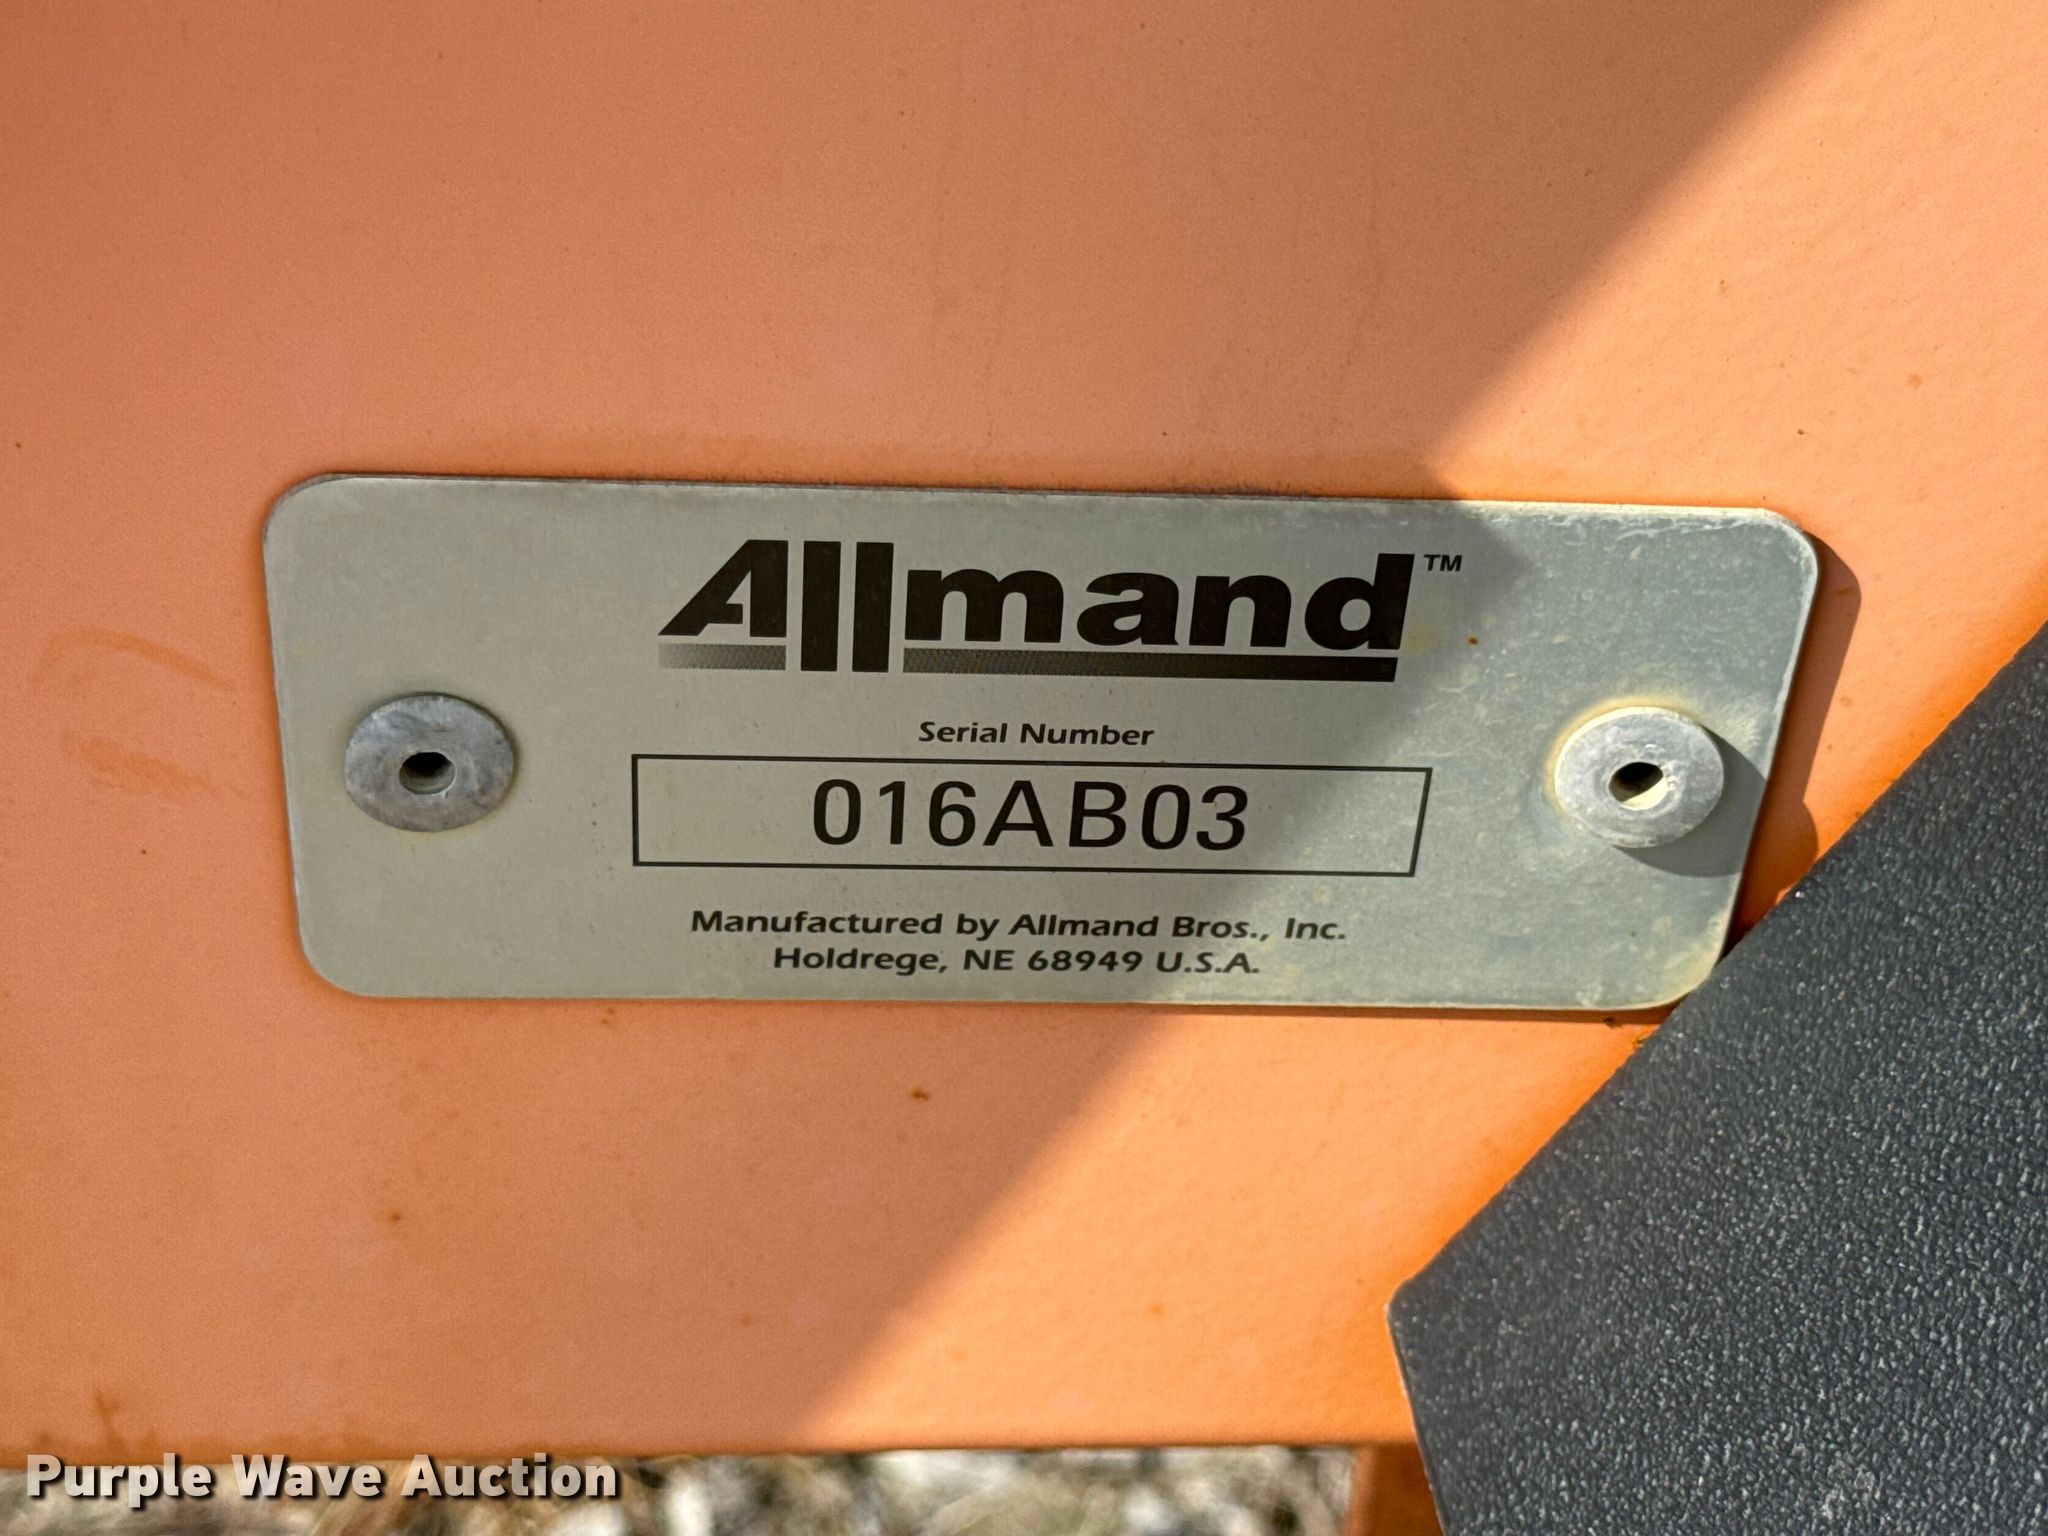 Allmand™
Serial Number
016AB03
Manufactured by Allmand Bros., Inc.
Holdrege, NE 68949 U.S.A.
Purple Wave Auction